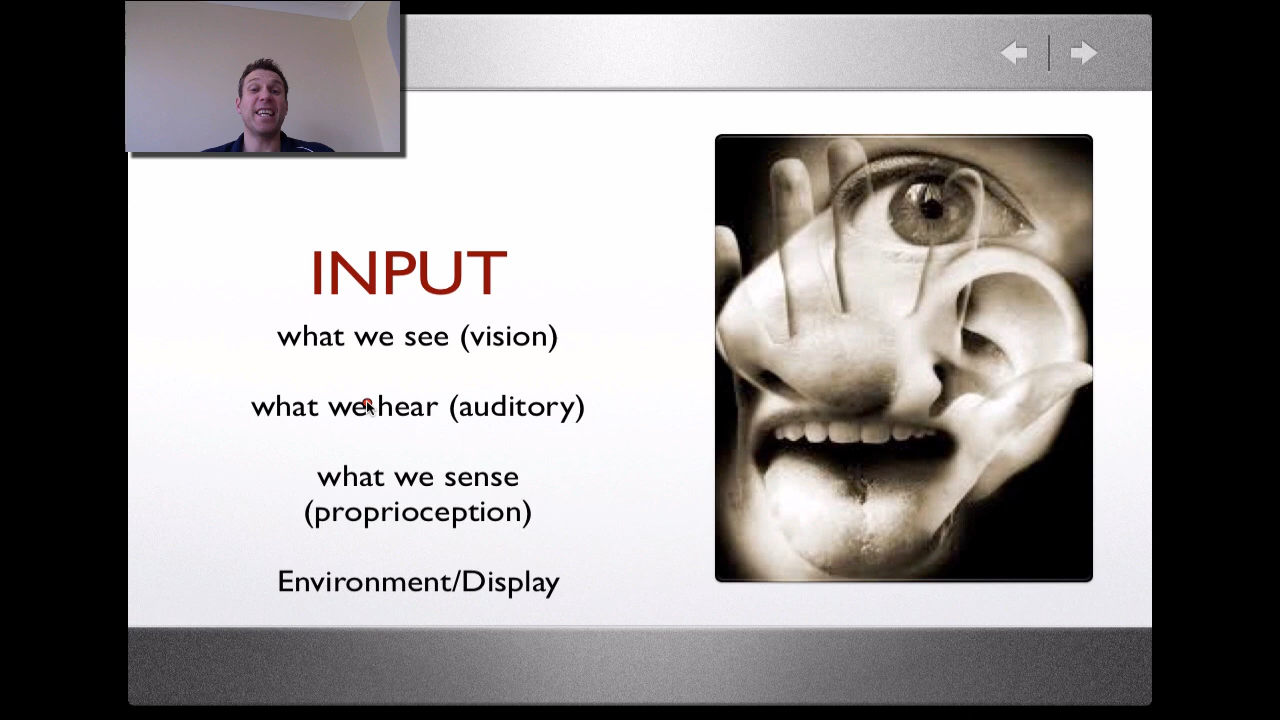 INPUT
what we see (vision)
what we hear (auditory)
what we sense
(proprioception)
Environment/Display